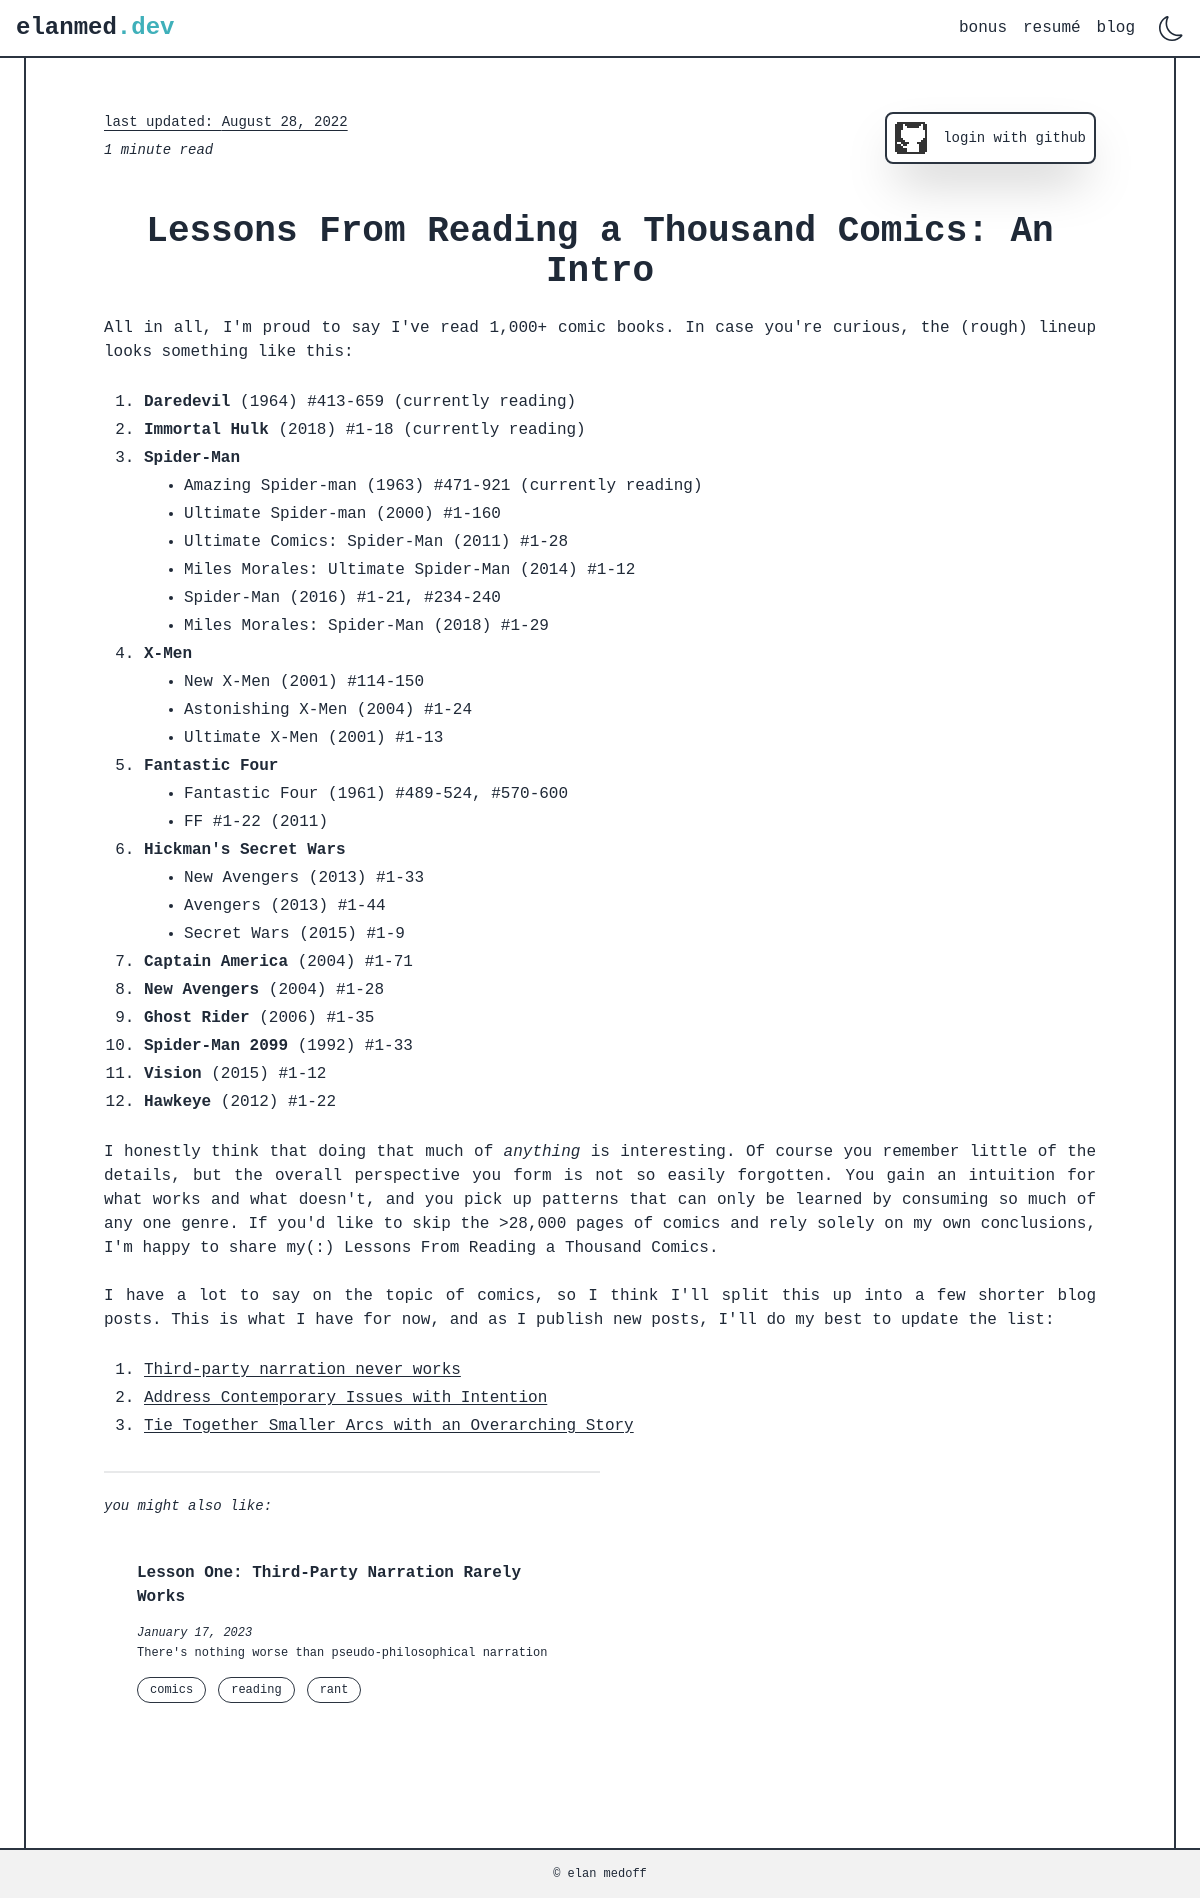 elanmed.dev
bonus resumé blog
last updated: August 28, 2022
1 minute read
login with github
Lessons From Reading a Thousand Comics: An
Intro
All in all, I'm proud to say I've read 1,000+ comic books. In case you're curious, the (rough) lineup
looks something like this:
1. Daredevil (1964) #413-659 (currently reading)
2. Immortal Hulk (2018) #1-18 (currently reading)
3. Spider-Man
• Amazing Spider-man (1963) #471-921 (currently reading)
• Ultimate Spider-man (2000) #1-160
• Ultimate Comics: Spider-Man (2011) #1-28
• Miles Morales: Ultimate Spider-Man (2014) #1-12
• Spider-Man (2016) #1-21, #234-240
• Miles Morales: Spider-Man (2018) #1-29
4. X-Men
• New X-Men (2001) #114-150
• Astonishing X-Men (2004) #1-24
• Ultimate X-Men (2001) #1-13
5. Fantastic Four
• Fantastic Four (1961) #489-524, #570-600
• FF #1-22 (2011)
6. Hickman's Secret Wars
• New Avengers (2013) #1-33
• Avengers (2013) #1-44
• Secret Wars (2015) #1-9
7. Captain America (2004) #1-71
8. New Avengers (2004) #1-28
9. Ghost Rider (2006) #1-35
10. Spider-Man 2099 (1992) #1-33
11. Vision (2015) #1-12
12. Hawkeye (2012) #1-22
I honestly think that doing that much of anything is interesting. Of course you remember little of the
details, but the overall perspective you form is not so easily forgotten. You gain an intuition for
what works and what doesn't, and you pick up patterns that can only be learned by consuming so much of
any one genre. If you'd like to skip the >28,000 pages of comics and rely solely on my own conclusions,
I'm happy to share my(:) Lessons From Reading a Thousand Comics.
I have a lot to say on the topic of comics, so I think I'll split this up into a few shorter blog
posts. This is what I have for now, and as I publish new posts, I'll do my best to update the list:
1. Third-party narration never works
2. Address Contemporary Issues with Intention
3. Tie Together Smaller Arcs with an Overarching Story
you might also like:
Lesson One: Third-Party Narration Rarely
Works
January 17, 2023
There's nothing worse than pseudo-philosophical narration
comics reading rant
© elan medoff